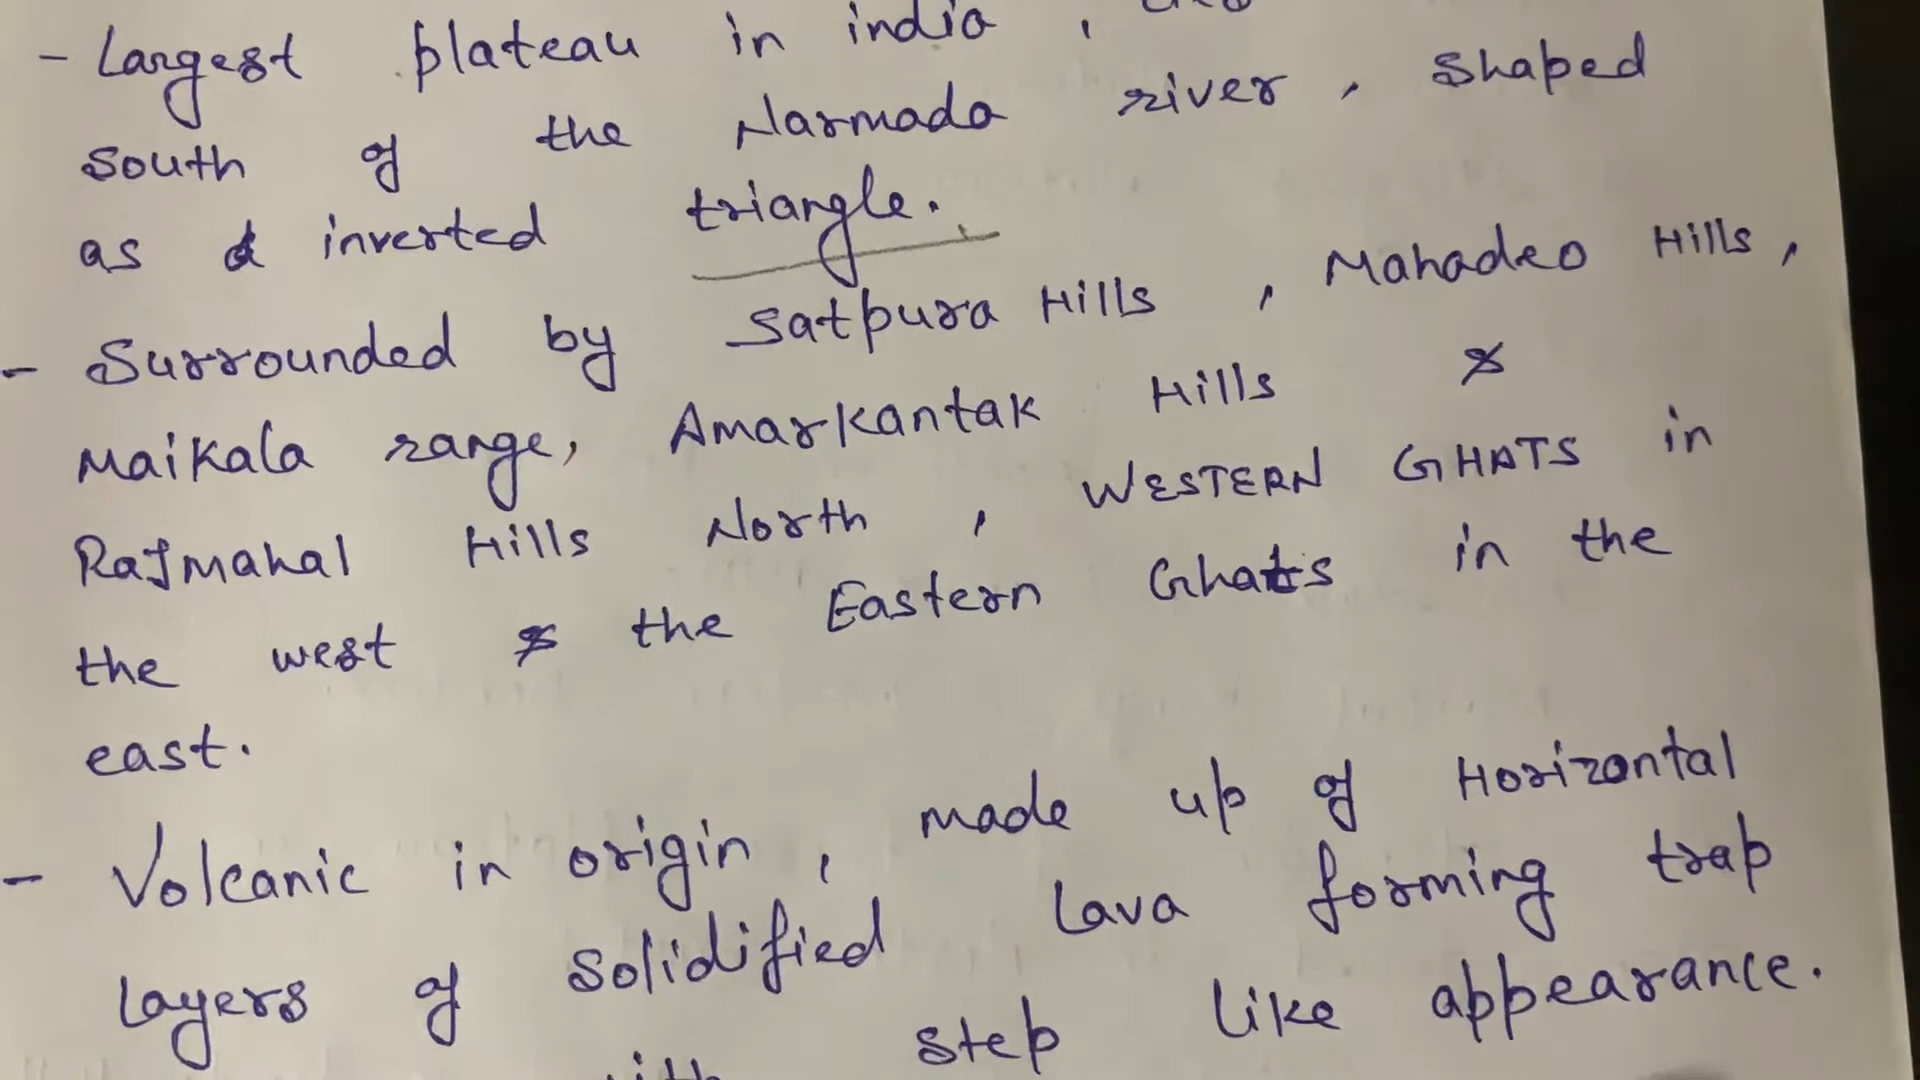 - Largest plateau in india ,
south of the Narmada river , shaped
as a inverted triangle.
- Surrounded by Satpura Hills , Mahadeo Hills ,
Maikala range, Amarkantak Hills &
Rajmahal Hills North , WESTERN GHATS in
the west & the Eastern Ghats in the
east.
- Volcanic in origin , made up of Horizontal
layers of solidified Lava forming trap
with step like appearance.